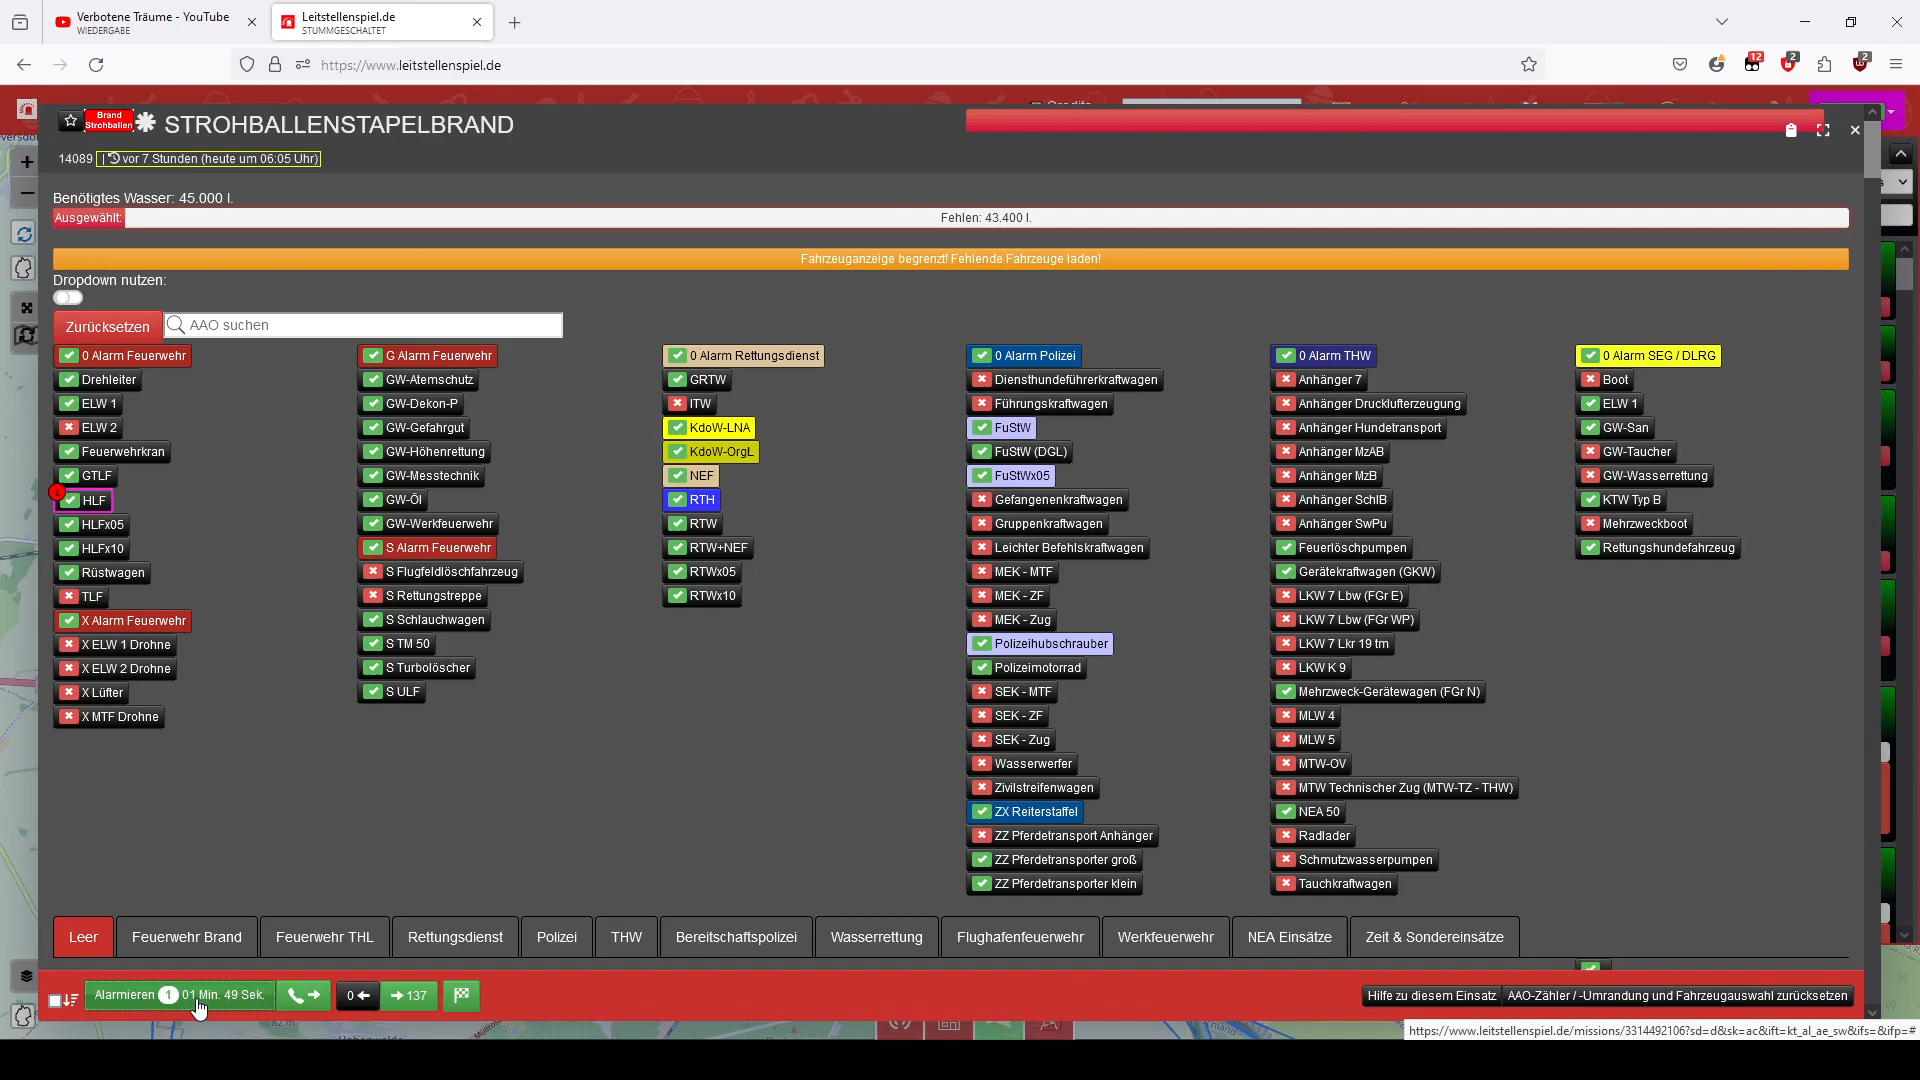 Verbotene Träume - YouTube
WIEDERGABE
Leitstellenspiel.de
STUMMGESCHALTET
https://www.leitstellenspiel.de
12
2
2
Brand
Strohballen
STROHBALLENSTAPELBRAND
14089 | vor 7 Stunden (heute um 06:05 Uhr)
Benötigtes Wasser: 45.000 l.
Ausgewählt:
Fehlen: 43.400 l.
Fahrzeuganzeige begrenzt! Fehlende Fahrzeuge laden!
Dropdown nutzen:
Zurücksetzen
AAO suchen
0 Alarm Feuerwehr
Drehleiter
ELW 1
ELW 2
Feuerwehrkran
GTLF
1
HLF
HLFx05
HLFx10
Rüstwagen
TLF
X Alarm Feuerwehr
X ELW 1 Drohne
X ELW 2 Drohne
X Lüfter
X MTF Drohne
G Alarm Feuerwehr
GW-Atemschutz
GW-Dekon-P
GW-Gefahrgut
GW-Höhenrettung
GW-Messtechnik
GW-Öl
GW-Werkfeuerwehr
S Alarm Feuerwehr
S Flugfeldlöschfahrzeug
S Rettungstreppe
S Schlauchwagen
S TM 50
S Turbolöscher
S ULF
0 Alarm Rettungsdienst
GRTW
ITW
KdoW-LNA
KdoW-OrgL
NEF
RTH
RTW
RTW+NEF
RTWx05
RTWx10
0 Alarm Polizei
Diensthundeführerkraftwagen
Führungskraftwagen
FuStW
FuStW (DGL)
FuStWx05
Gefangenenkraftwagen
Gruppenkraftwagen
Leichter Befehlskraftwagen
MEK - MTF
MEK - ZF
MEK - Zug
Polizeihubschrauber
Polizeimotorrad
SEK - MTF
SEK - ZF
SEK - Zug
Wasserwerfer
Zivilstreifenwagen
ZX Reiterstaffel
ZZ Pferdetransport Anhänger
ZZ Pferdetransporter groß
ZZ Pferdetransporter klein
0 Alarm THW
Anhänger 7
Anhänger Drucklufterzeugung
Anhänger Hundetransport
Anhänger MzAB
Anhänger MzB
Anhänger SchlB
Anhänger SwPu
Feuerlöschpumpen
Gerätekraftwagen (GKW)
LKW 7 Lbw (FGr E)
LKW 7 Lbw (FGr WP)
LKW 7 Lkr 19 tm
LKW K 9
Mehrzweck-Gerätewagen (FGr N)
MLW 4
MLW 5
MTW-OV
MTW Technischer Zug (MTW-TZ - THW)
NEA 50
Radlader
Schmutzwasserpumpen
Tauchkraftwagen
0 Alarm SEG / DLRG
Boot
ELW 1
GW-San
GW-Taucher
GW-Wasserrettung
KTW Typ B
Mehrzweckboot
Rettungshundefahrzeug
Leer
Feuerwehr Brand
Feuerwehr THL
Rettungsdienst
Polizei
THW
Bereitschaftspolizei
Wasserrettung
Flughafenfeuerwehr
Werkfeuerwehr
NEA Einsätze
Zeit & Sondereinsätze
Alarmieren 1 01 Min. 49 Sek.
0
137
Hilfe zu diesem Einsatz
AAO-Zähler / -Umrandung und Fahrzeugauswahl zurücksetzen
https://www.leitstellenspiel.de/missions/3314492106?sd=d&sk=ac&ift=kt_al_ae_sw&ifs=&ifp=#